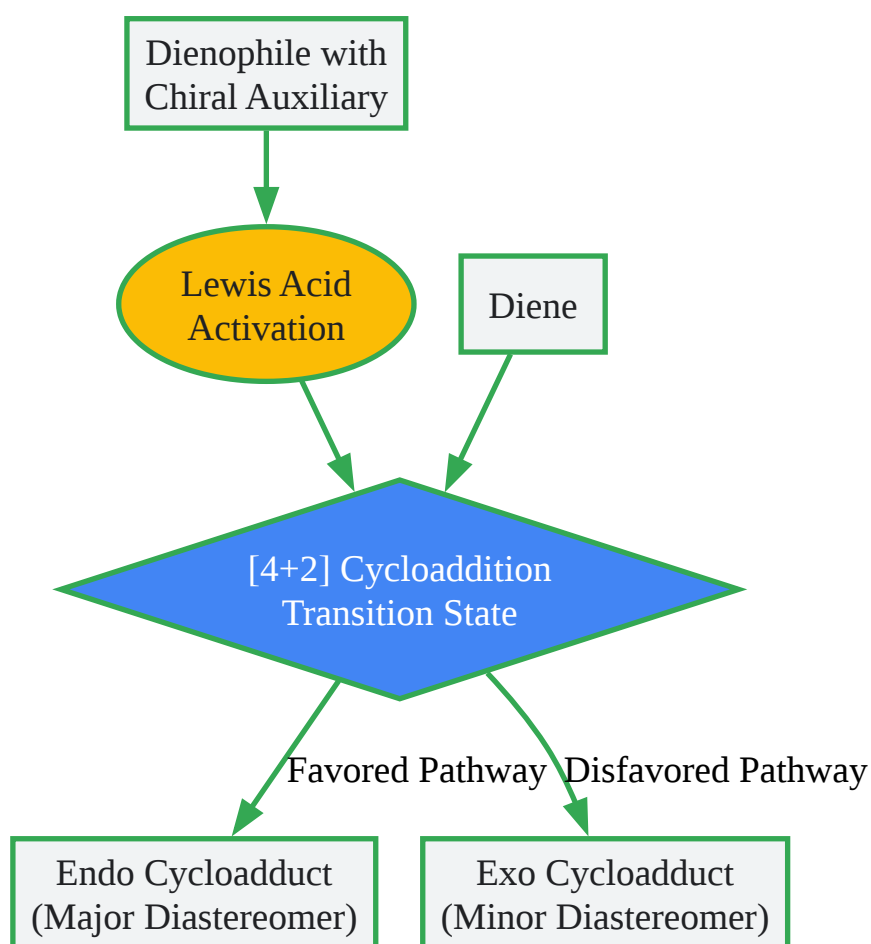 Dienophile with
Chiral Auxiliary
Lewis Acid
Activation
Diene
[4+2] Cycloaddition
Transition State
Favored Pathway
Disfavored Pathway
Endo Cycloadduct
(Major Diastereomer)
Exo Cycloadduct
(Minor Diastereomer)